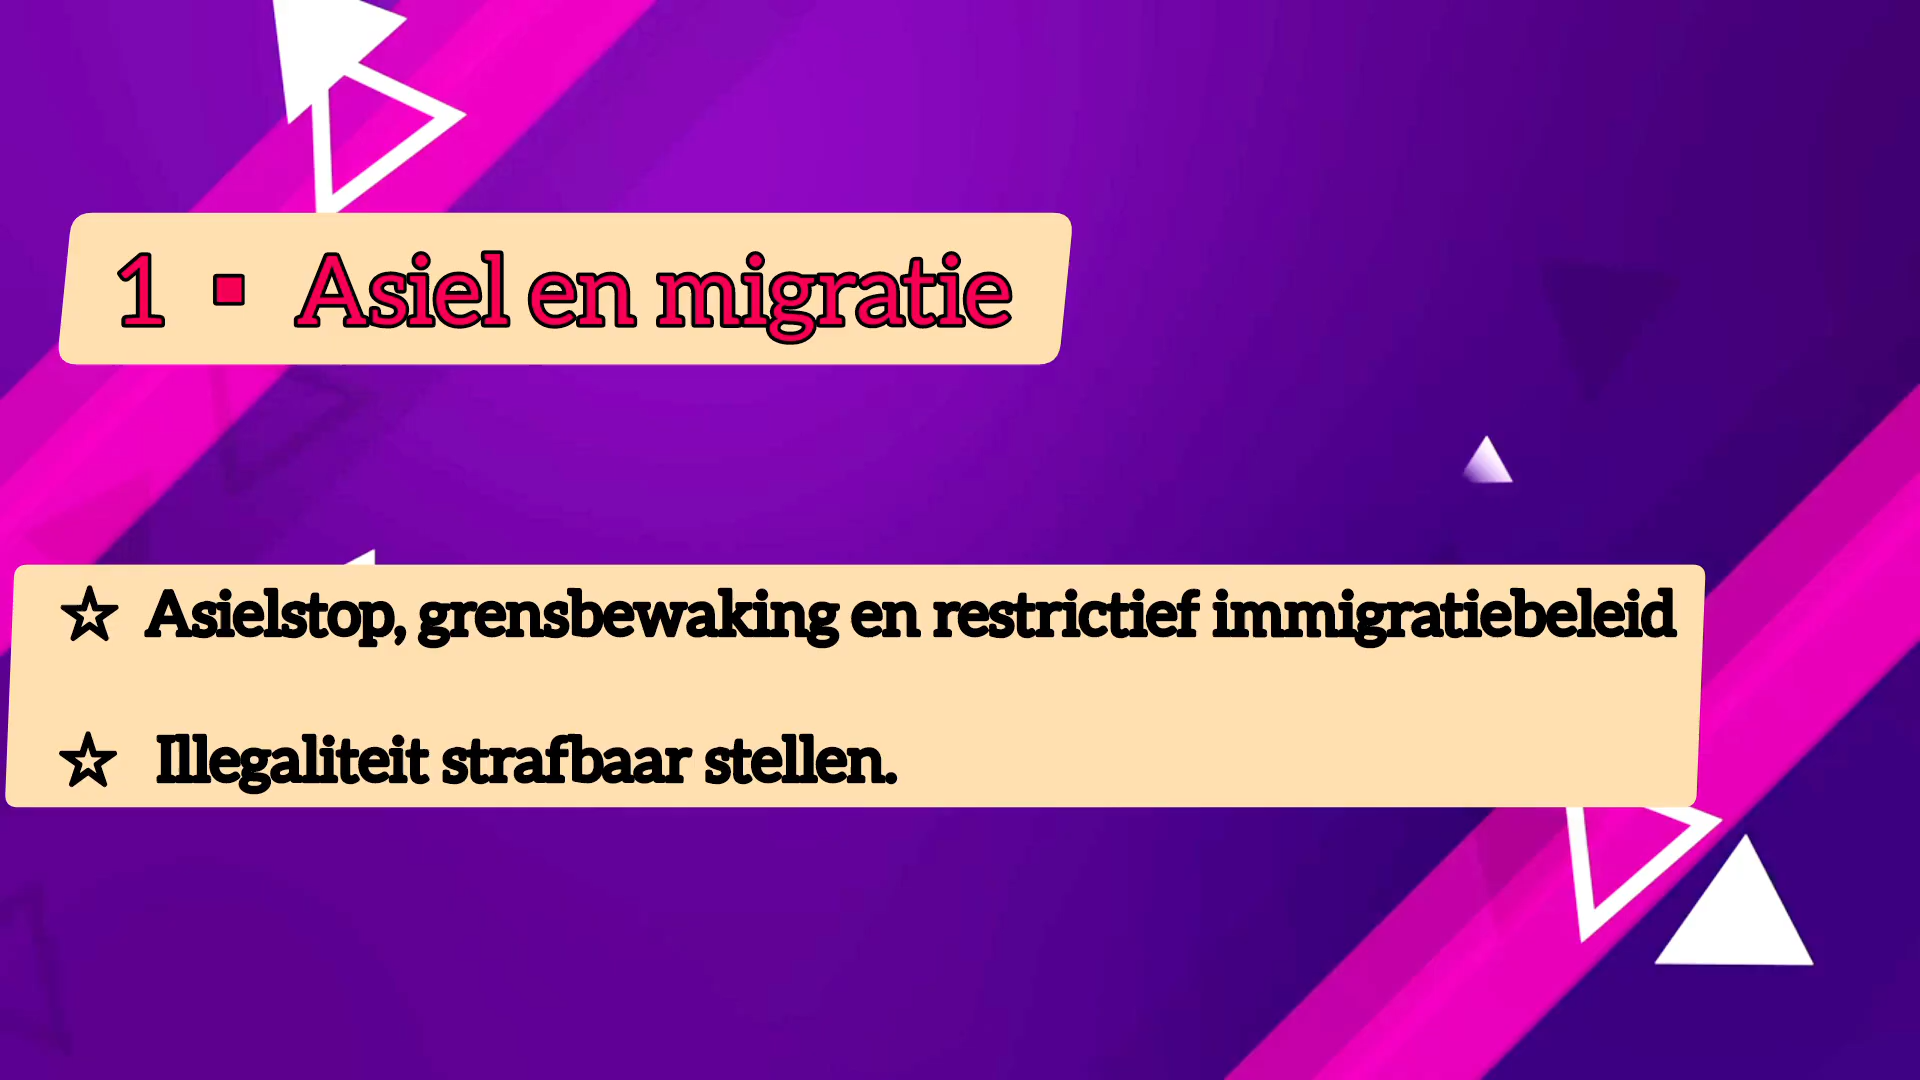 1 ▪ Asiel en migratie
☆ Asielstop, grensbewaking en restrictief immigratiebeleid
☆ Illegaliteit strafbaar stellen.